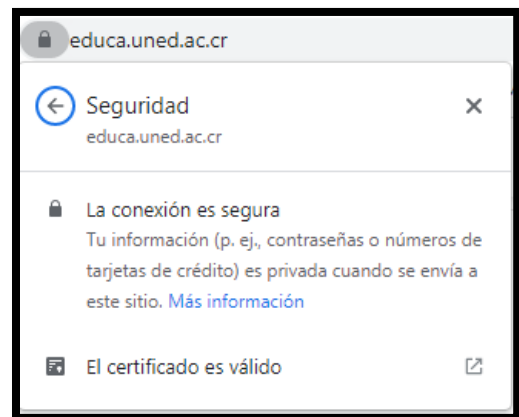 educa.uned.ac.cr
Seguridad
educa.uned.ac.cr
La conexión es segura
Tu información (p. ej., contraseñas o números de
tarjetas de crédito) es privada cuando se envía a
este sitio. Más información
El certificado es válido